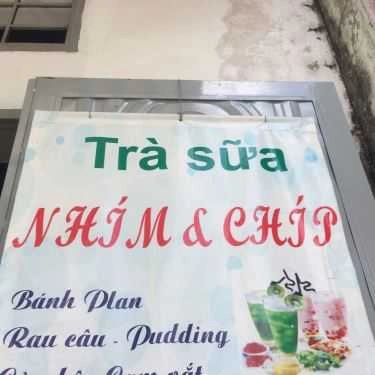 Trà sữa
NHÍM & CHÍP
Bánh Plan
Rau câu - Pudding